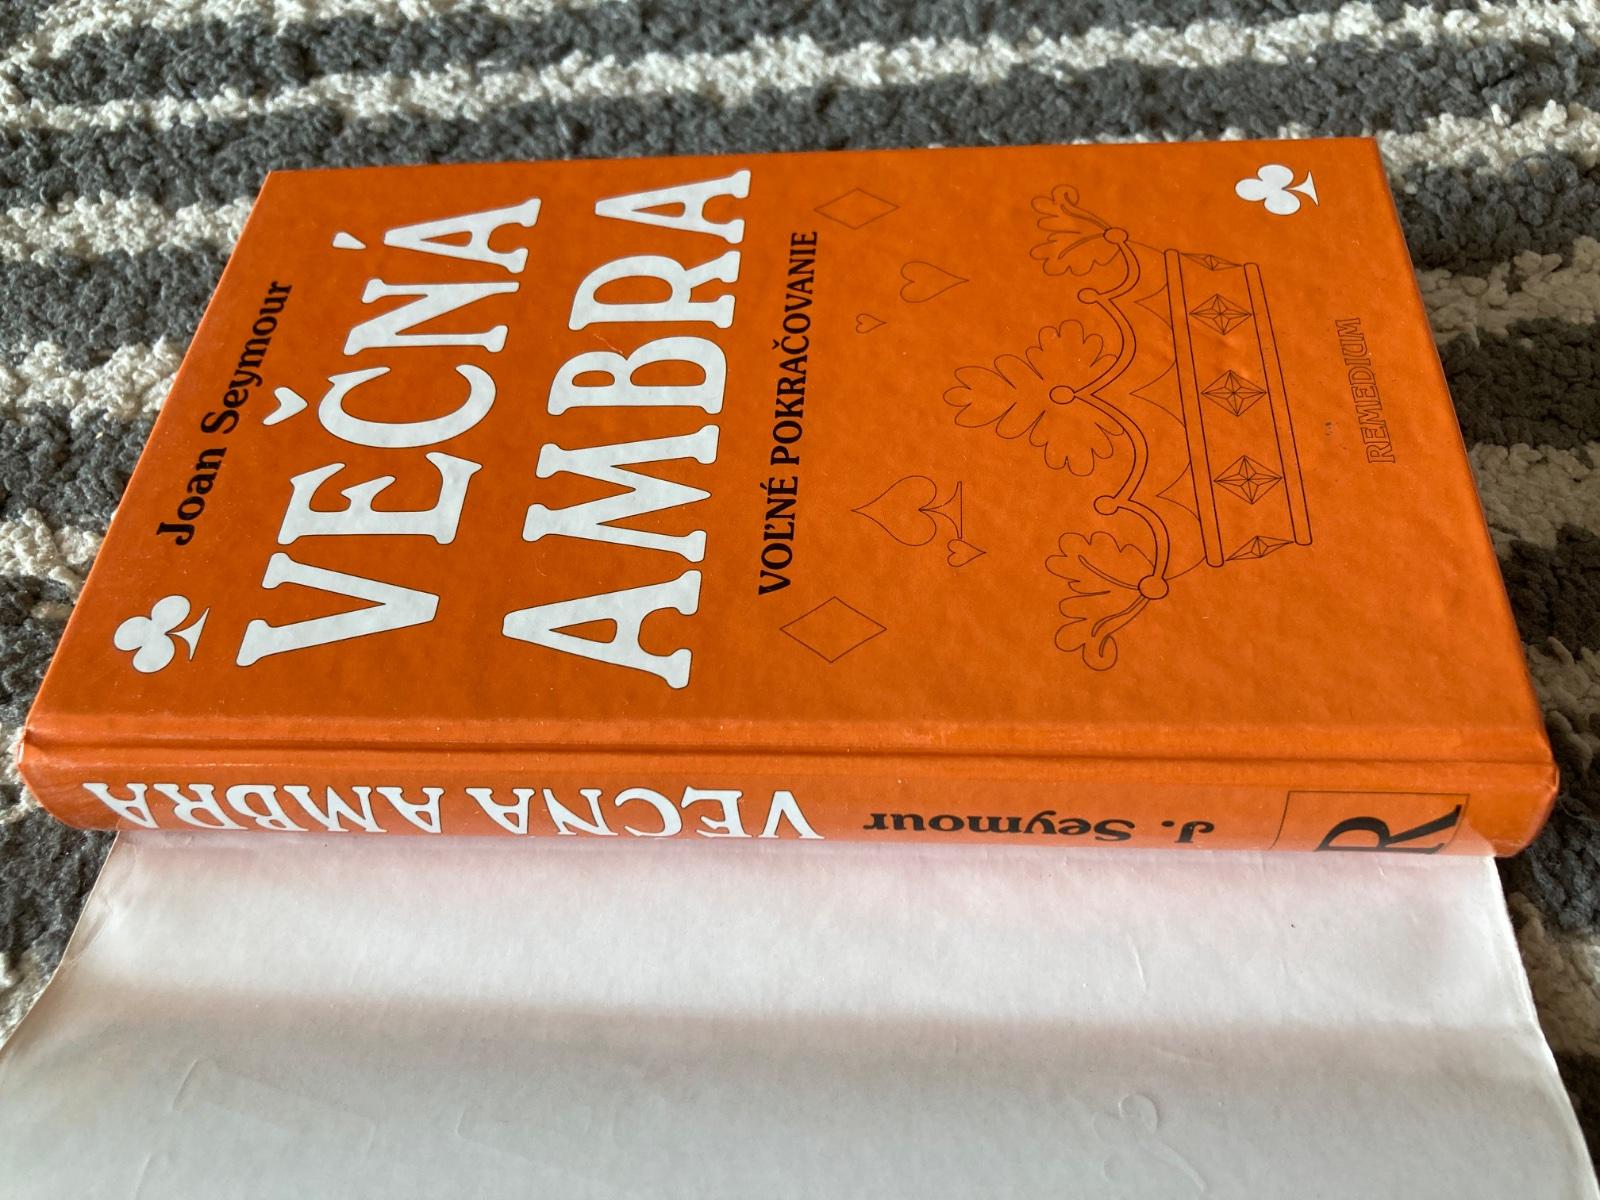 Joan Seymour
VEČNÁ
AMBRA
VOĽNÉ POKRAČOVANIE
REMEDIUM
VEČNÁ AMBRA
J. Seymour
R